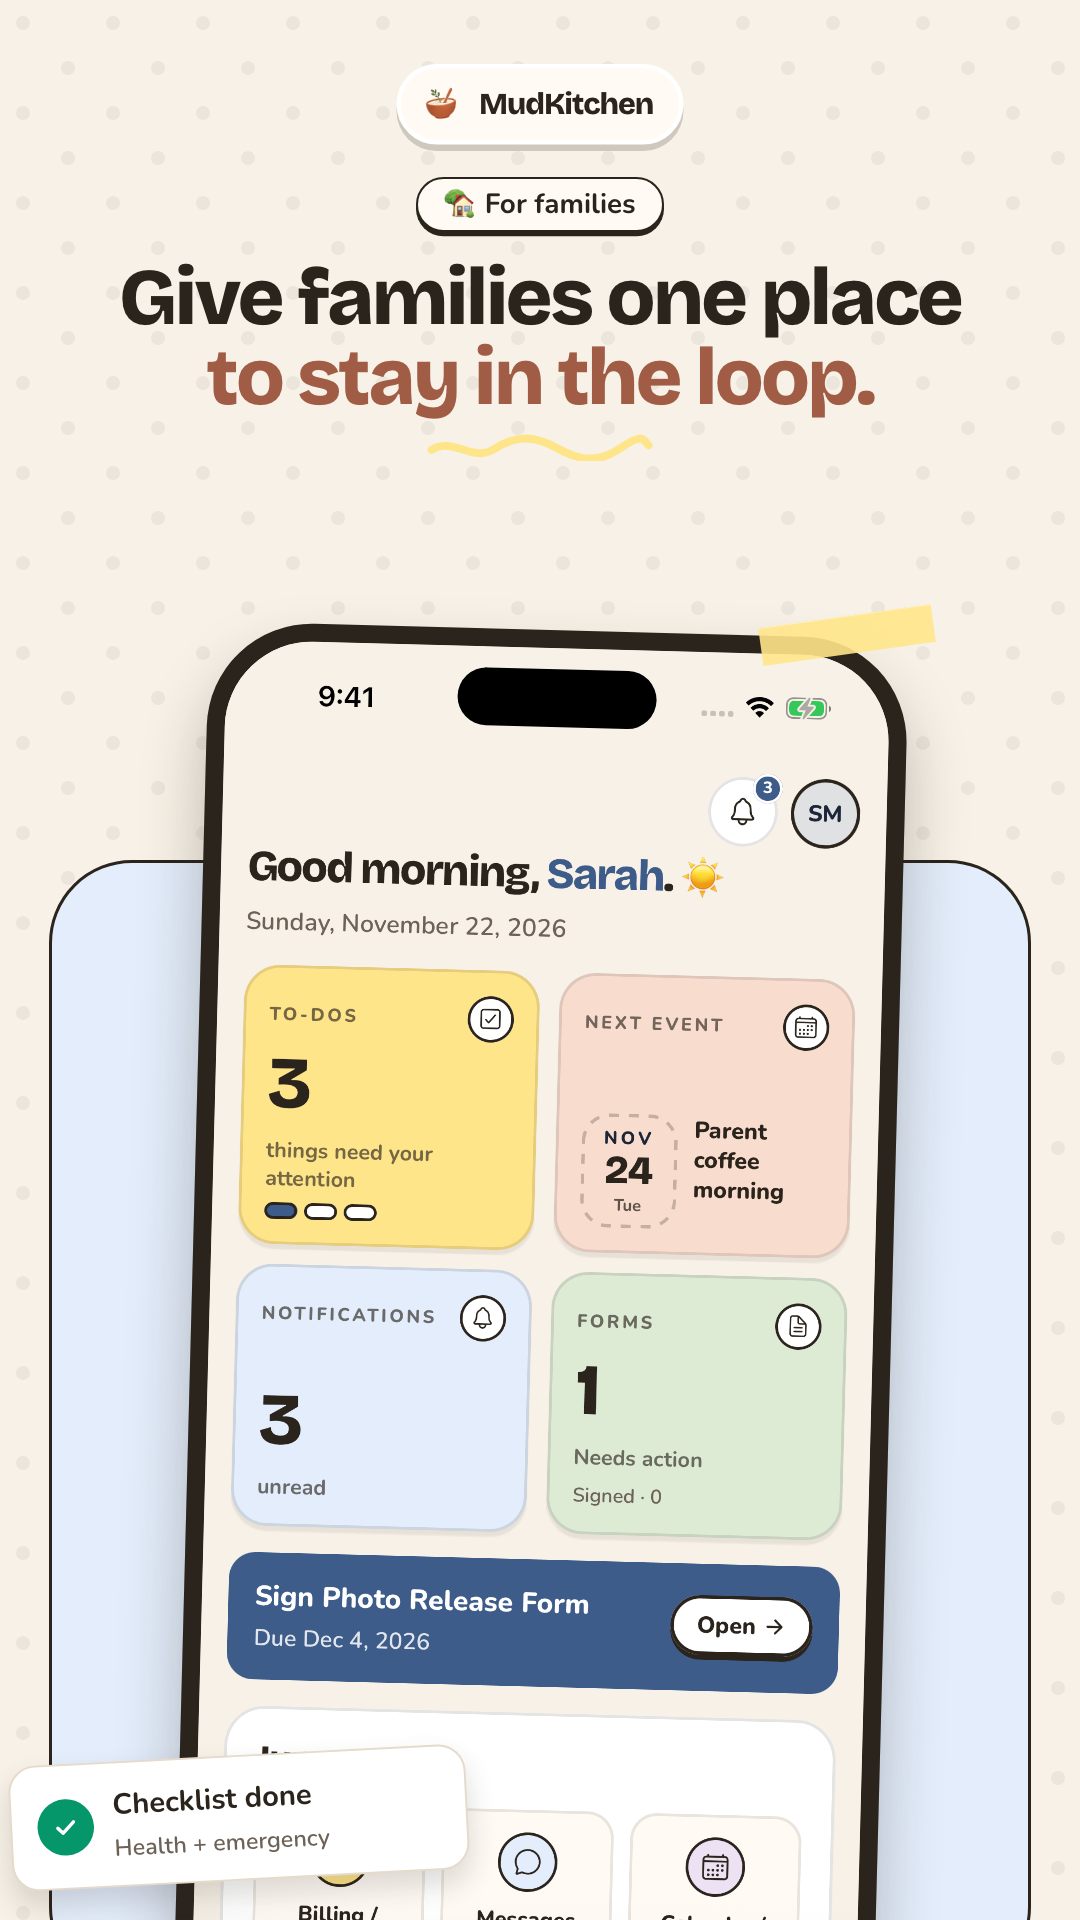 MudKitchen
For families
Give families one place
to stay in the loop.
9:41
3
SM
Good morning, Sarah.
Sunday, November 22, 2026
TO-DOS
3
things need your
attention
NEXT EVENT
NOV
24
Tue
Parent
coffee
morning
NOTIFICATIONS
3
unread
FORMS
1
Needs action
Signed · 0
Sign Photo Release Form
Due Dec 4, 2026
Open →
Checklist done
Health + emergency
Billing /
Messages